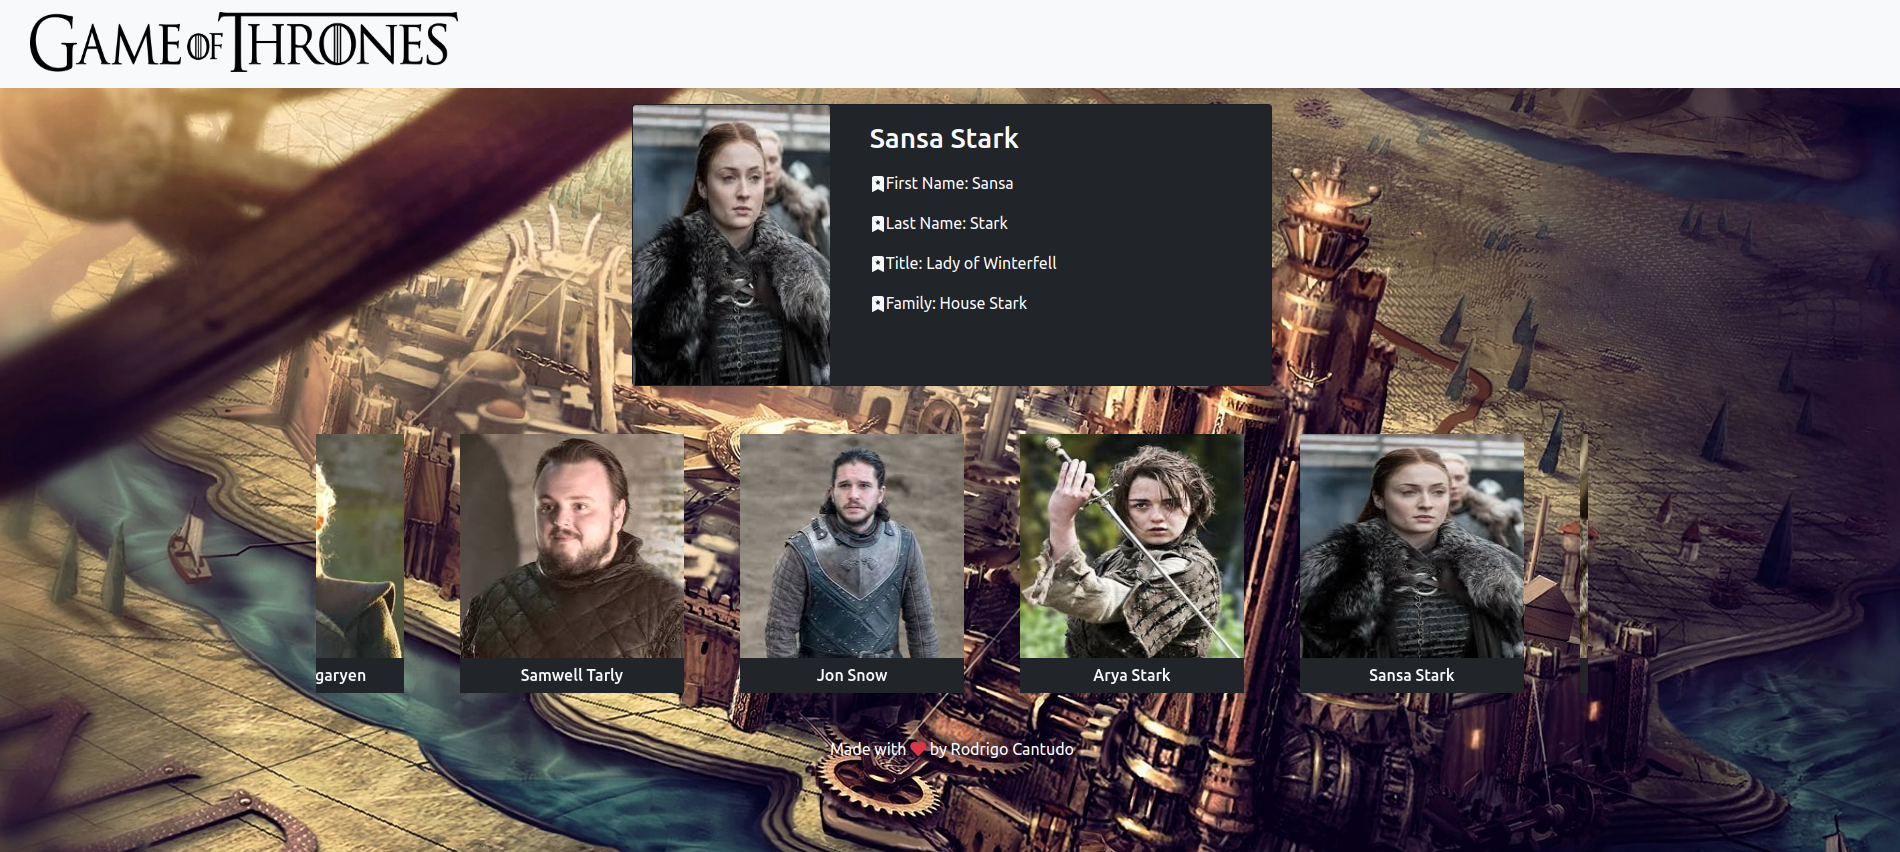 GAME OF THRONES
Sansa Stark
First Name: Sansa
Last Name: Stark
Title: Lady of Winterfell
Family: House Stark
garyen
Samwell Tarly
Jon Snow
Arya Stark
Sansa Stark
Made with ❤ by Rodrigo Cantudo